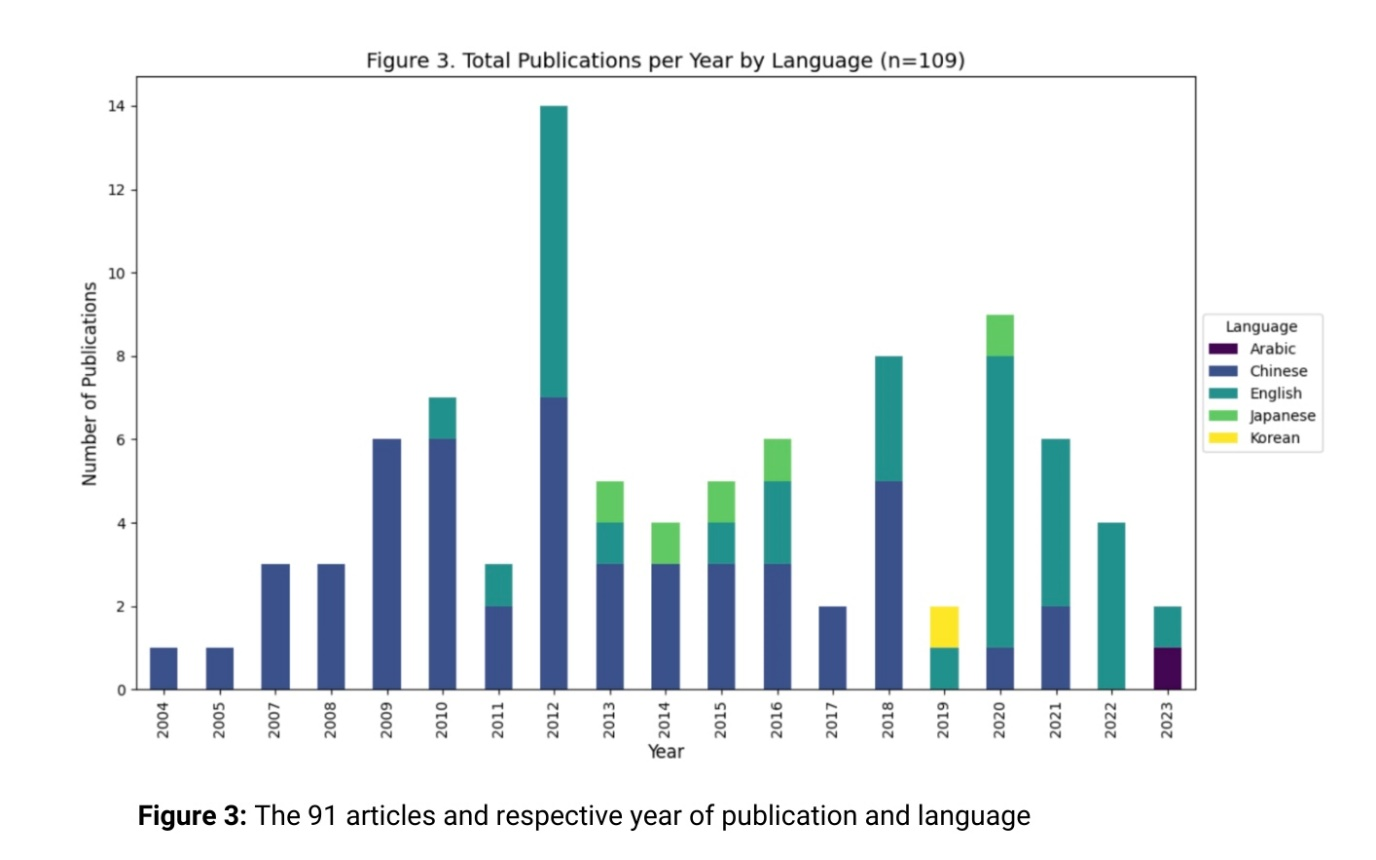 Figure 3. Total Publications per Year by Language (n=109)
Number of Publications
14
12
10
8
6
4
2
0
2004
2005
2007
2008
2009
2010
2011
2012
2013
2014
2015
2016
2017
2018
2019
2020
2021
2022
2023
Year
Language
Arabic
Chinese
English
Japanese
Korean
Figure 3: The 91 articles and respective year of publication and language